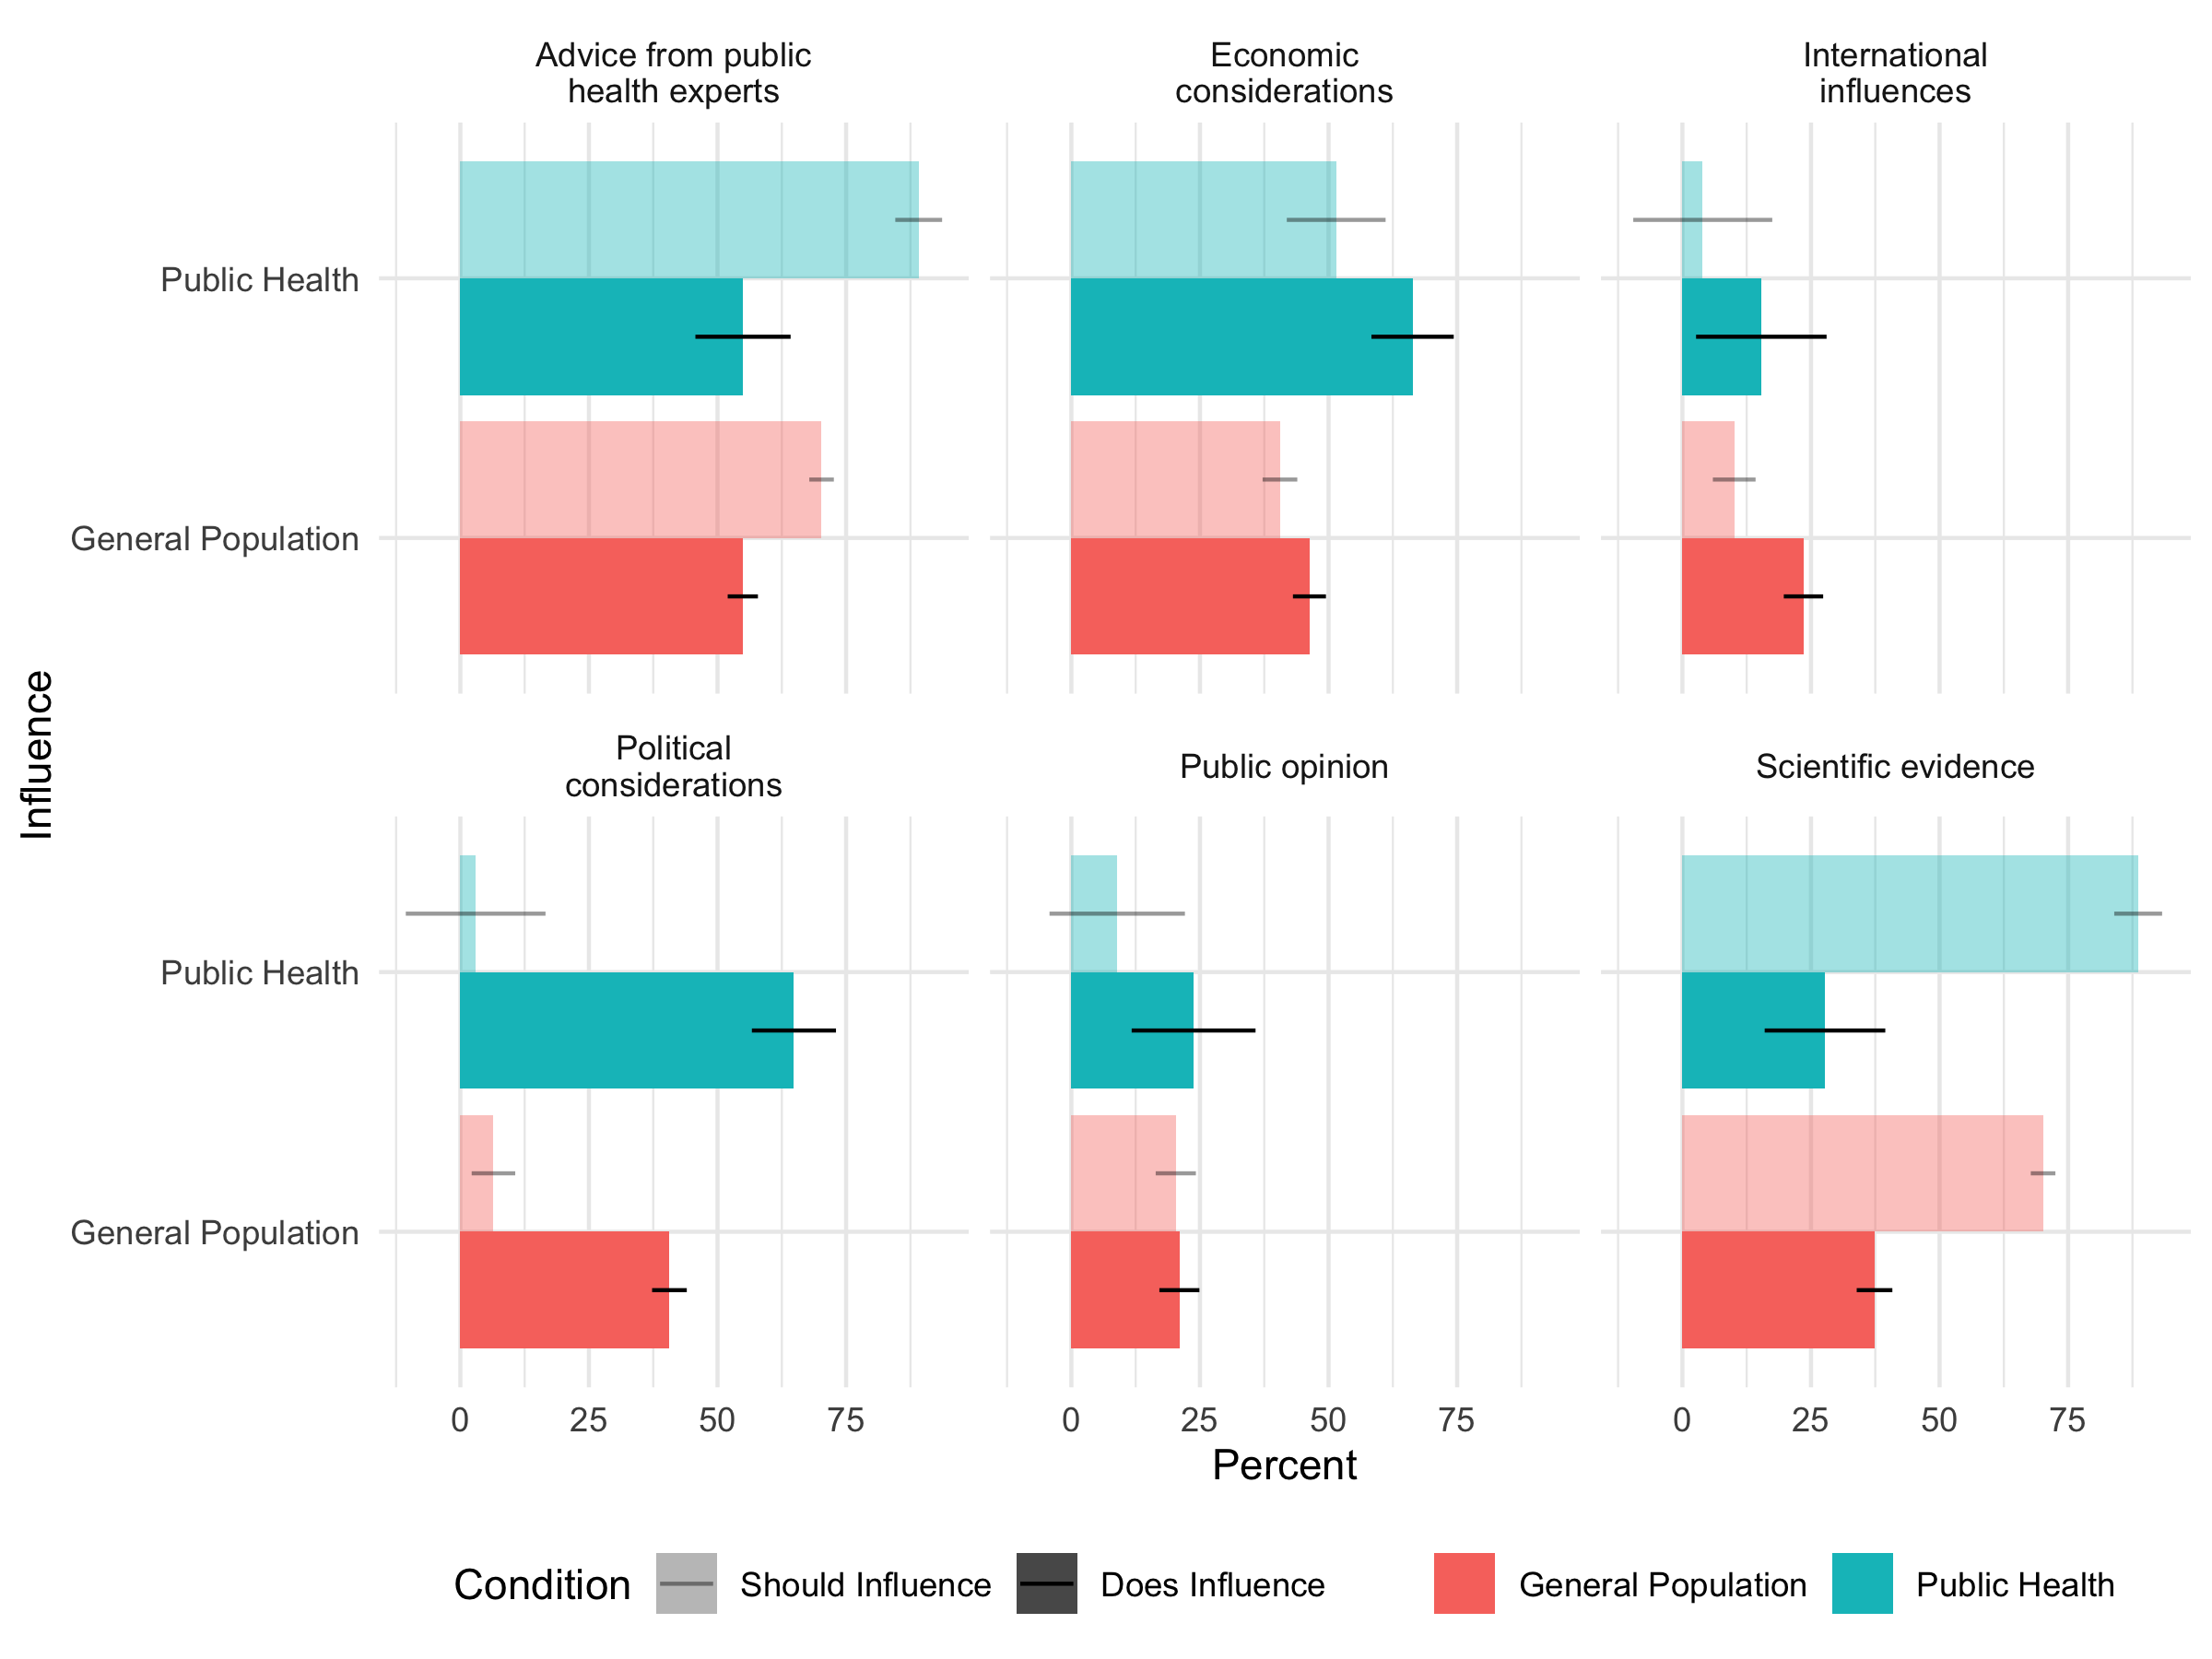 Advice from public
health experts
Economic
considerations
International
influences
Public Health
General Population
Influence
Political
considerations
Public opinion
Scientific evidence
Public Health
General Population
0 25 50 75 0 25 50 75 0 25 50 75
Percent
Condition Should Influence Does Influence General Population Public Health